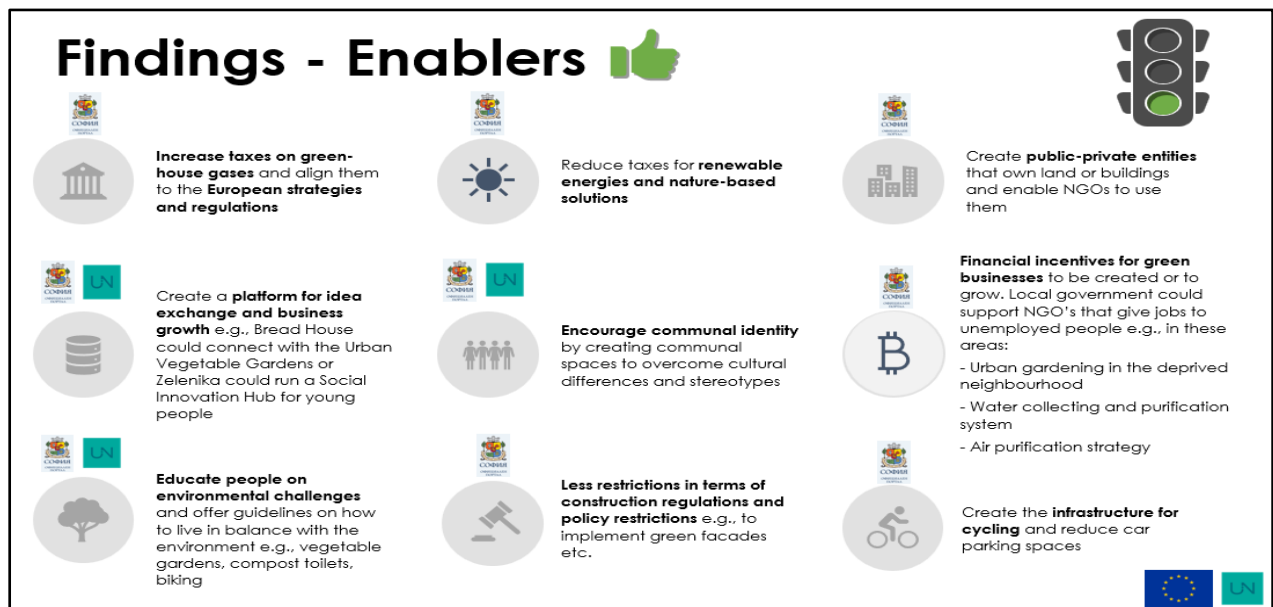 Findings - Enablers
СОФИЯ
Increase taxes on green-
house gases and align them
to the European strategies
and regulations
СОФИЯ
Reduce taxes for renewable
energies and nature-based
solutions
СОФИЯ
Create public-private entities
that own land or buildings
and enable NGOs to use
them
СОФИЯ
UN
Create a platform for idea
exchange and business
growth e.g., Bread House
could connect with the Urban
Vegetable Gardens or
Zelenika could run a Social
Innovation Hub for young
people
СОФИЯ
UN
Encourage communal identity
by creating communal
spaces to overcome cultural
differences and stereotypes
СОФИЯ
Financial incentives for green
businesses to be created or to
grow. Local government could
support NGO's that give jobs to
unemployed people e.g., in these
areas:
- Urban gardening in the deprived
neighbourhood
- Water collecting and purification
system
- Air purification strategy
СОФИЯ
UN
Educate people on
environmental challenges
and offer guidelines on how
to live in balance with the
environment e.g., vegetable
gardens, compost toilets,
biking
СОФИЯ
Less restrictions in terms of
construction regulations and
policy restrictions e.g., to
implement green facades
etc.
СОФИЯ
Create the infrastructure for
cycling and reduce car
parking spaces
UN